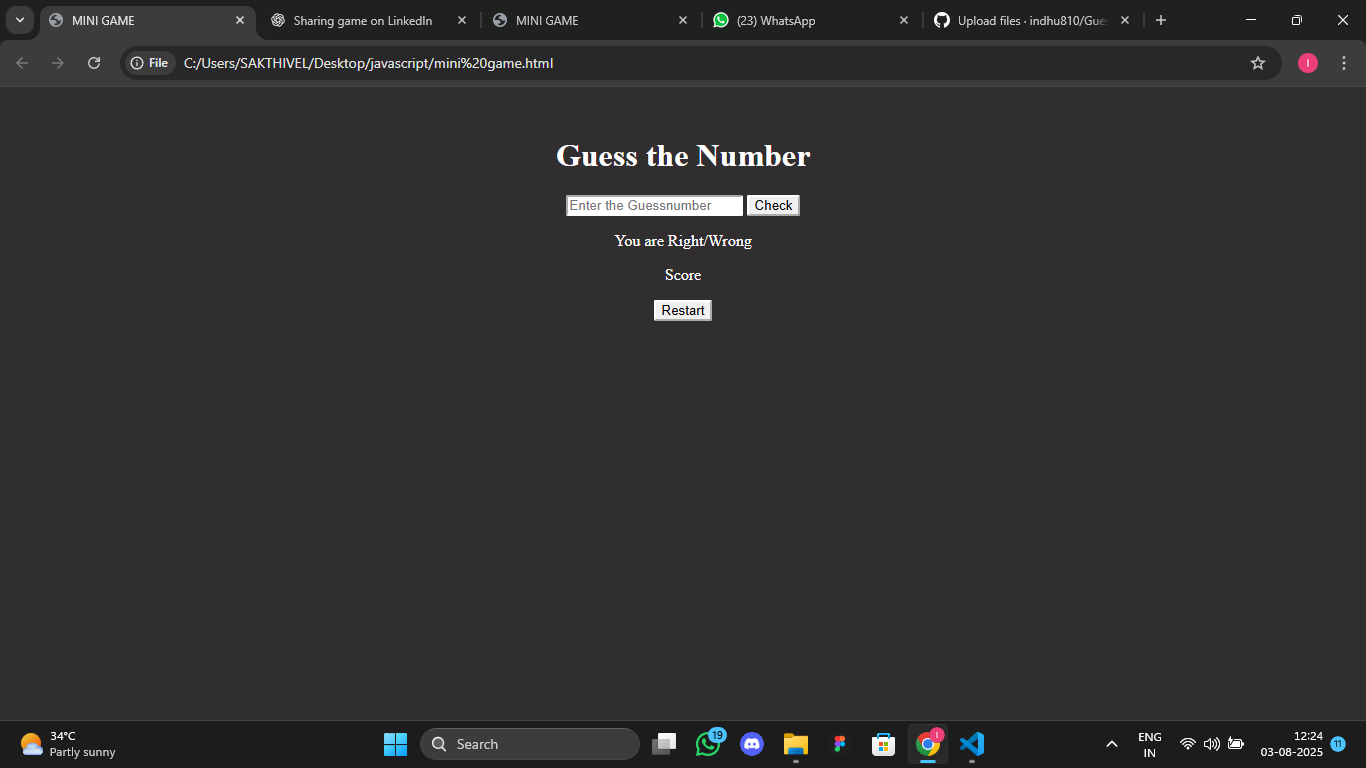 MINI GAME
Sharing game on LinkedIn
MINI GAME
(23) WhatsApp
Upload files · indhu810/Gue
File
C:/Users/SAKTHIVEL/Desktop/javascript/mini%20game.html
I
Guess the Number
Enter the Guessnumber
Check
You are Right/Wrong
Score
Restart
34°C
Partly sunny
Search
19
I
ENG
IN
12:24
03-08-2025
11